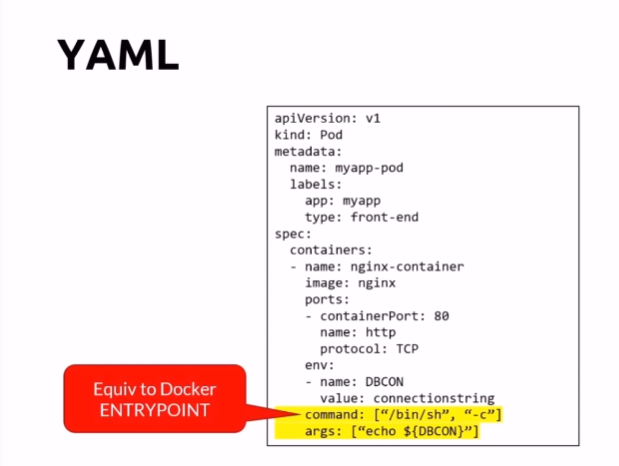 YAML
apiVersion: v1
kind: Pod
metadata:
  name: myapp-pod
  labels:
    app: myapp
    type: front-end
spec:
  containers:
  - name: nginx-container
    image: nginx
    ports:
    - containerPort: 80
      name: http
      protocol: TCP
    env:
    - name: DBCON
      value: connectionstring
    command: [“/bin/sh”, “-c”]
    args: [“echo ${DBCON}”]
Equiv to Docker
ENTRYPOINT